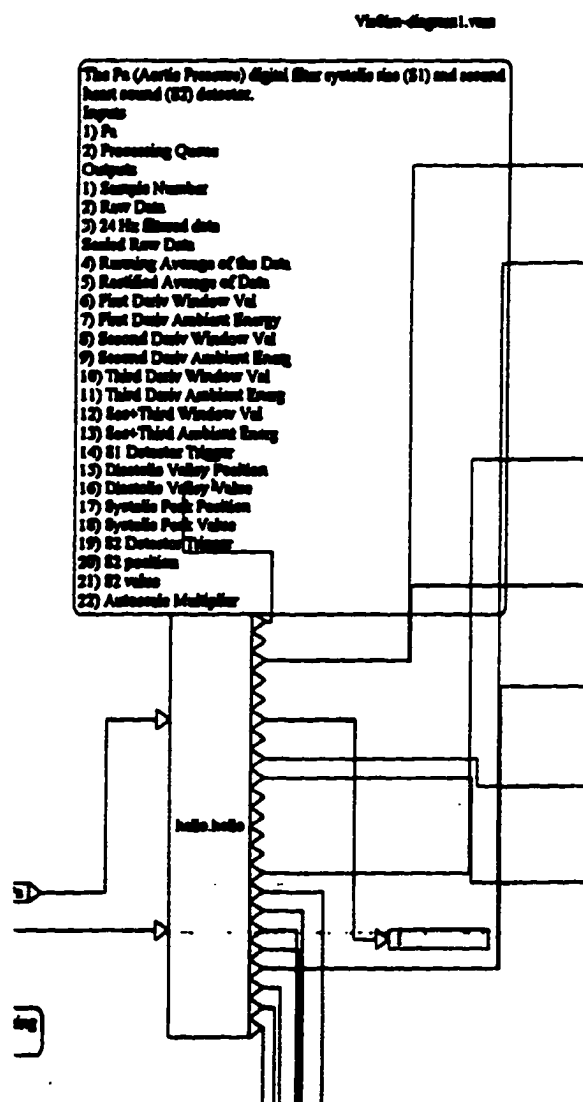 VisSim-diagram1.vsm
The Pa (Aortic Pressure) digital filter systolic rise (S1) and second
heart sound (S2) detector.
Inputs
1) Pa
2) Processing Queue
Outputs
1) Sample Number
2) Raw Data
3) 24 Hz filtered data
Scaled Raw Data
4) Running Average of the Data
5) Rectified Average of Data
6) First Deriv Window Val
7) First Deriv Ambient Energy
8) Second Deriv Window Val
9) Second Deriv Ambient Energ
10) Third Deriv Window Val
11) Third Deriv Ambient Energ
12) Sec+Third Window Val
13) Sec+Third Ambient Energ
14) S1 Detector Trigger
15) Diastolic Valley Position
16) Diastolic Valley Value
17) Systolic Peak Position
18) Systolic Peak Value
19) S2 Detector Trigger
20) S2 position
21) S2 value
22) Autoscale Multiplier
hello.hello